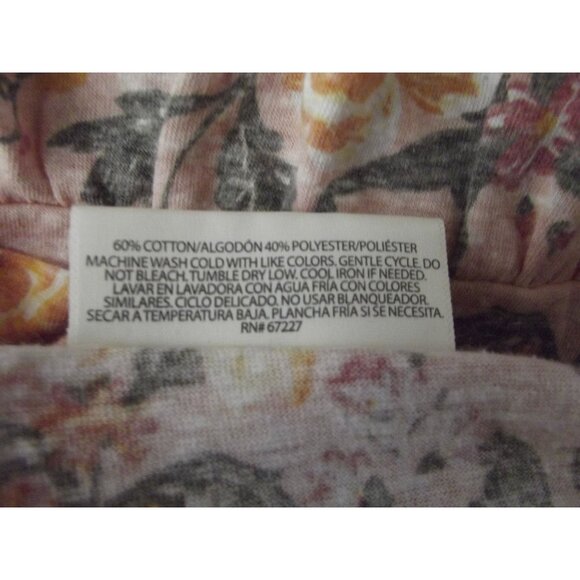 60% COTTON/ALGODÓN 40% POLYESTER/POLIÉSTER
MACHINE WASH COLD WITH LIKE COLORS. GENTLE CYCLE. DO
NOT BLEACH. TUMBLE DRY LOW. COOL IRON IF NEEDED.
LAVAR EN LAVADORA CON AGUA FRÍA CON COLORES
SIMILARES. CICLO DELICADO. NO USAR BLANQUEADOR.
SECAR A TEMPERATURA BAJA. PLANCHA FRÍA SI SE NECESITA.
RN# 67227